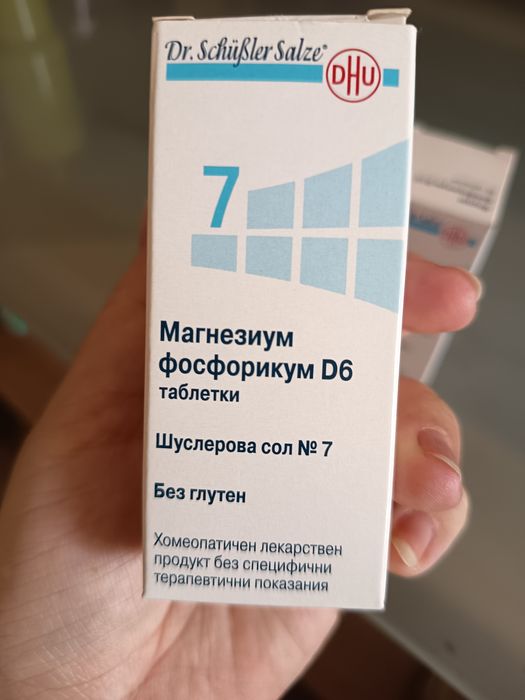 Dr. Schüßler Salze®
DHU
7
Магнезиум
фосфорикум D6
таблетки
Шуслерова сол № 7
Без глутен
Хомеопатичен лекарствен
продукт без специфични
терапевтични показания